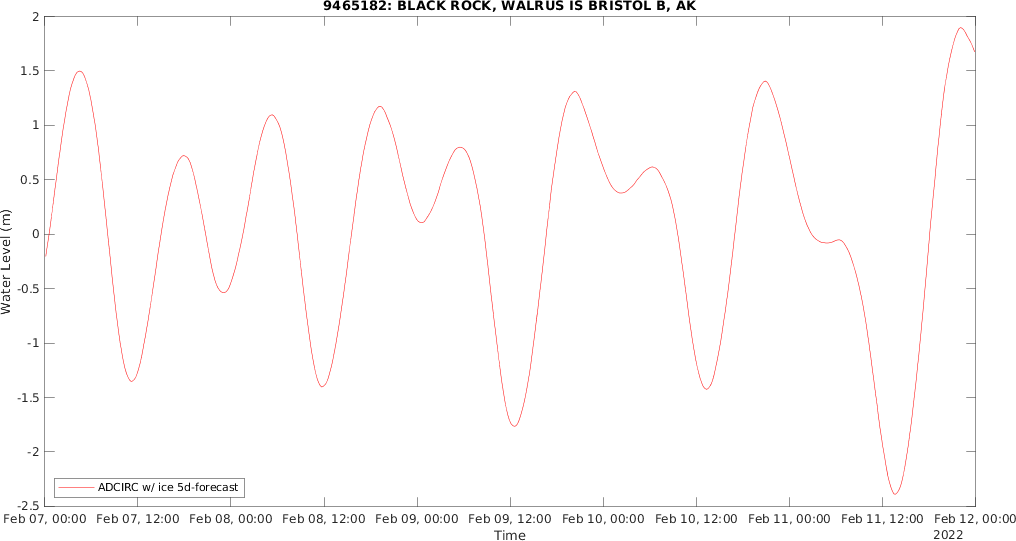 9465182: BLACK ROCK, WALRUS IS BRISTOL B, AK
2
1.5
1
0.5
0
-0.5
-1
-1.5
-2
-2.5
Water Level (m)
ADCIRC w/ ice 5d-forecast
Feb 07, 00:00 Feb 07, 12:00 Feb 08, 00:00 Feb 08, 12:00 Feb 09, 00:00 Feb 09, 12:00 Feb 10, 00:00 Feb 10, 12:00 Feb 11, 00:00 Feb 11, 12:00 Feb 12, 00:00
Time
2022